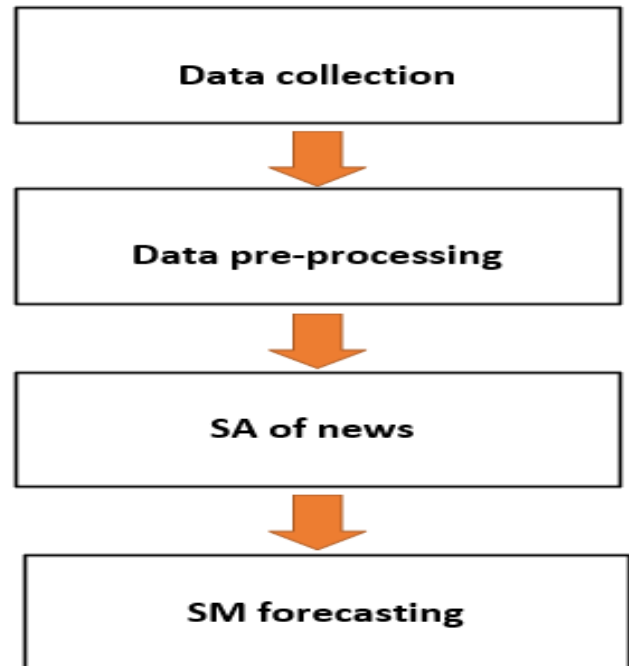 Data collection
Data pre-processing
SA of news
SM forecasting